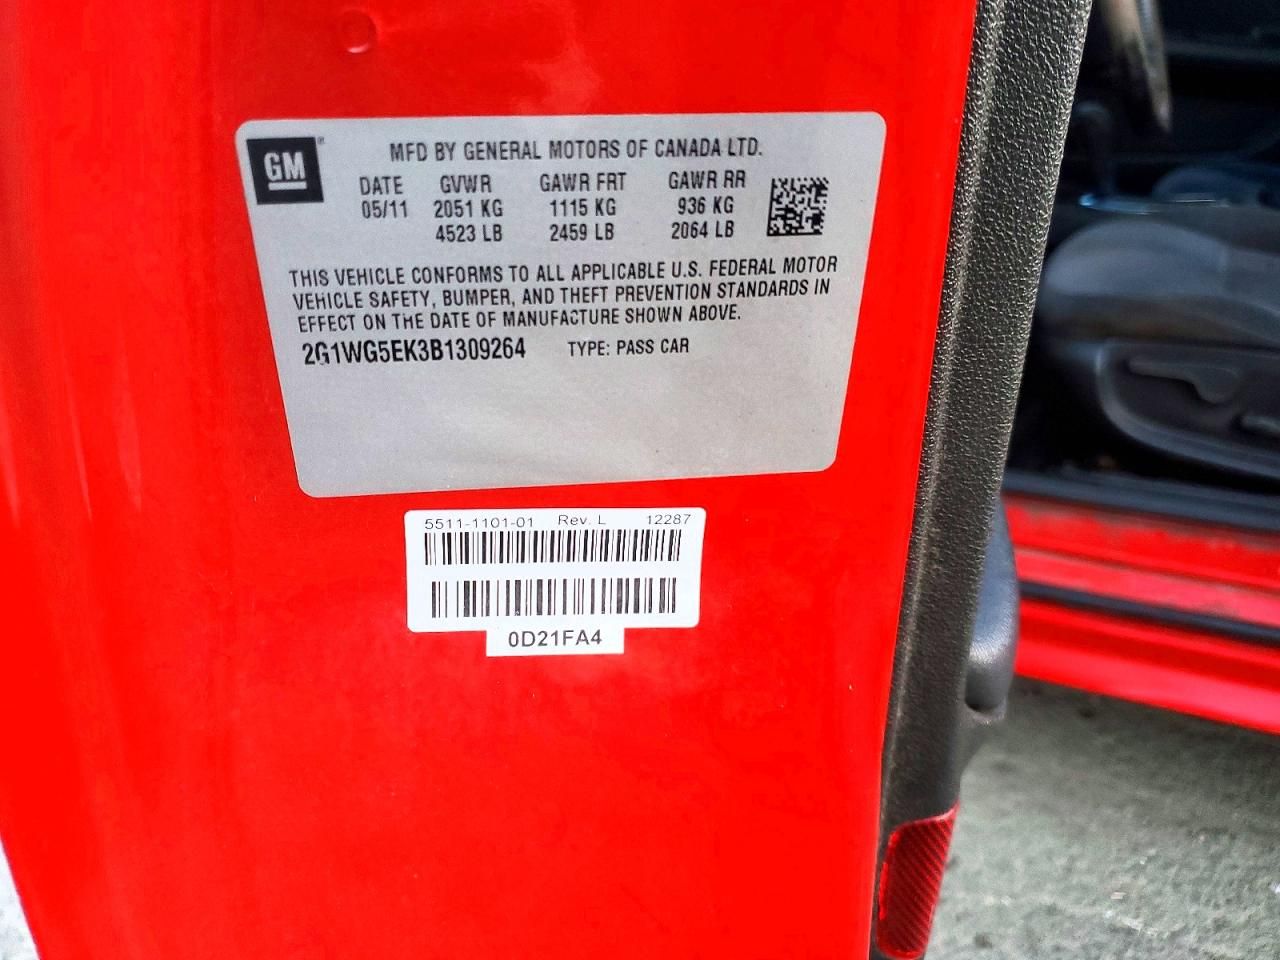 GM
MFD BY GENERAL MOTORS OF CANADA LTD.
DATE GVWR GAWR FRT GAWR RR
05/11 2051 KG 1115 KG 936 KG
4523 LB 2459 LB 2064 LB
THIS VEHICLE CONFORMS TO ALL APPLICABLE U.S. FEDERAL MOTOR
VEHICLE SAFETY, BUMPER, AND THEFT PREVENTION STANDARDS IN
EFFECT ON THE DATE OF MANUFACTURE SHOWN ABOVE.
2G1WG5EK3B1309264 TYPE: PASS CAR
5511-1101-01 Rev. L 12287
0D21FA4